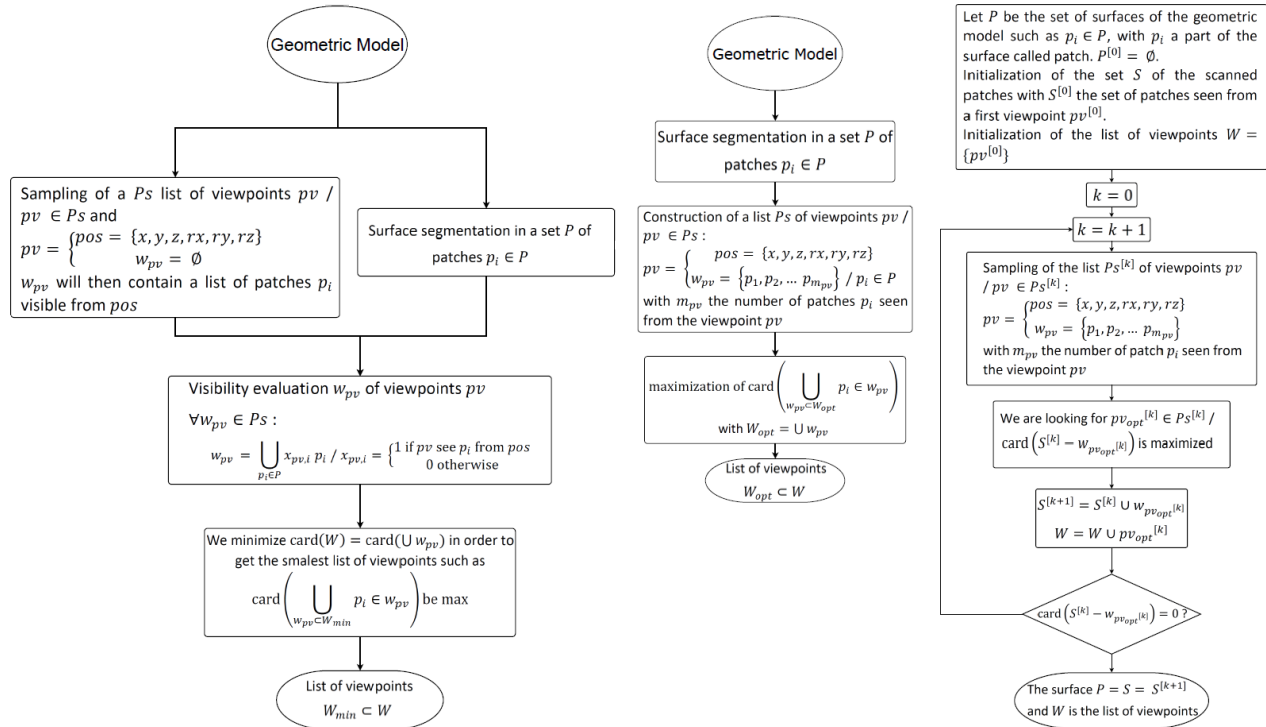 Geometric Model
Sampling of a Ps list of viewpoints pv /
pv ∈ Ps and
pv = { pos = {x, y, z, rx, ry, rz}
w_pv = ∅
w_pv will then contain a list of patches p_i
visible from pos
Surface segmentation in a set P of
patches p_i ∈ P
Visibility evaluation w_pv of viewpoints pv
∀w_pv ∈ Ps :
w_pv = ⋃_{p_i∈P} x_{pv,i} p_i / x_{pv,i} = { 1 if pv see p_i from pos
0 otherwise
We minimize card(W) = card(∪ w_pv) in order to
get the smalest list of viewpoints such as
card(⋃_{w_pv⊂W_min} p_i ∈ w_pv) be max
List of viewpoints
W_min ⊂ W
Geometric Model
Surface segmentation in a set P of
patches p_i ∈ P
Construction of a list Ps of viewpoints pv /
pv ∈ Ps :
pv = { pos = {x, y, z, rx, ry, rz}
w_pv = {p_1, p_2, … p_{m_pv}} / p_i ∈ P
with m_pv the number of patches p_i seen
from the viewpoint pv
maximization of card(⋃_{w_pv⊂W_opt} p_i ∈ w_pv)
with W_opt = ∪ w_pv
List of viewpoints
W_opt ⊂ W
Let P be the set of surfaces of the geometric
model such as p_i ∈ P, with p_i a part of the
surface called patch. P^[0] = ∅.
Initialization of the set S of the scanned
patches with S^[0] the set of patches seen from
a first viewpoint pv^[0].
Initialization of the list of viewpoints W =
{pv^[0]}
k = 0
k = k + 1
Sampling of the list Ps^[k] of viewpoints pv
/ pv ∈ Ps^[k] :
pv = { pos = {x, y, z, rx, ry, rz}
w_pv = {p_1, p_2, … p_{m_pv}}
with m_pv the number of patch p_i seen from
the viewpoint pv
We are looking for pv_opt^[k] ∈ Ps^[k] /
card(S^[k] − w_{pv_opt^[k]}) is maximized
S^[k+1] = S^[k] ∪ w_{pv_opt^[k]}
W = W ∪ pv_opt^[k]
card(S^[k] − w_{pv_opt^[k]}) = 0 ?
The surface P = S = S^[k+1]
and W is the list of viewpoints